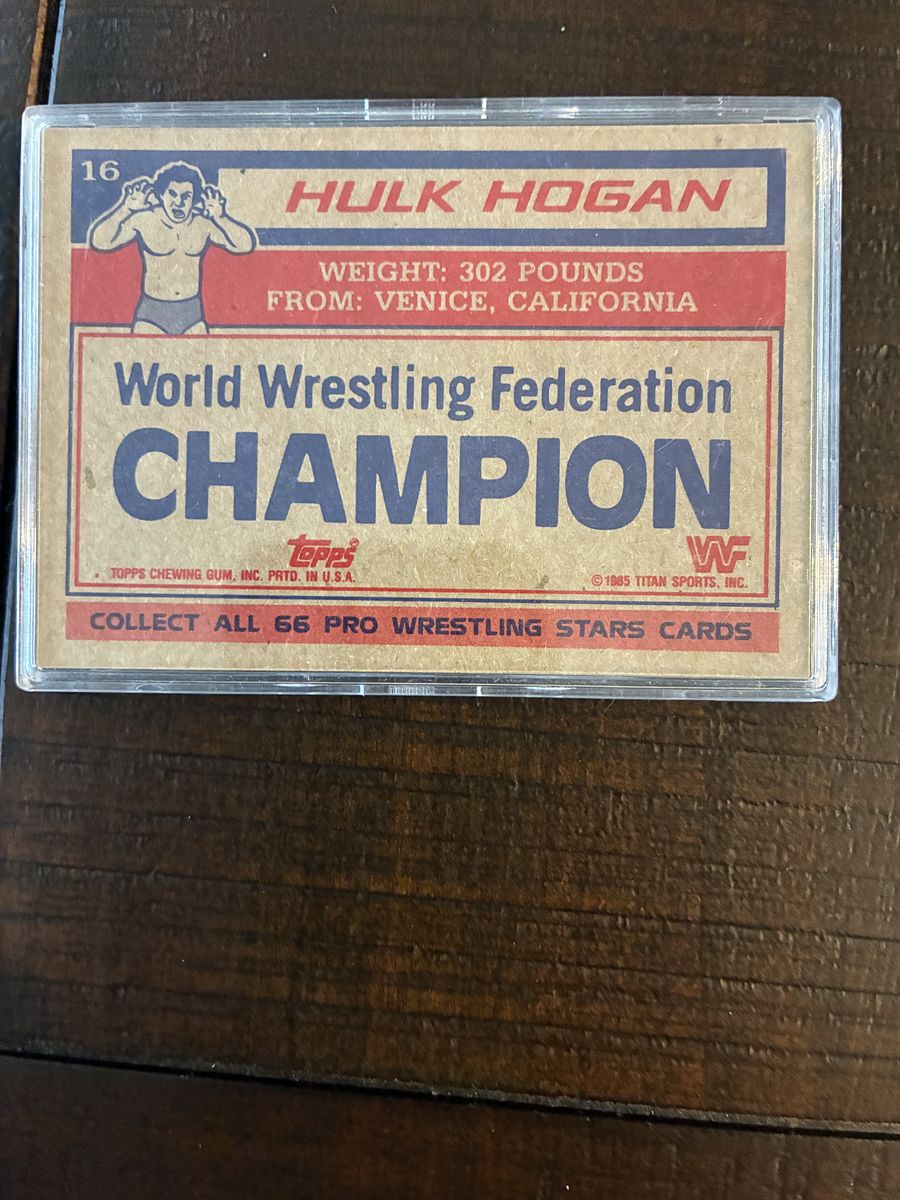 16
HULK HOGAN
WEIGHT: 302 POUNDS
FROM: VENICE, CALIFORNIA
World Wrestling Federation
CHAMPION
topps
WF
TOPPS CHEWING GUM, INC. PRTD. IN U.S.A.
©1985 TITAN SPORTS, INC.
COLLECT ALL 66 PRO WRESTLING STARS CARDS